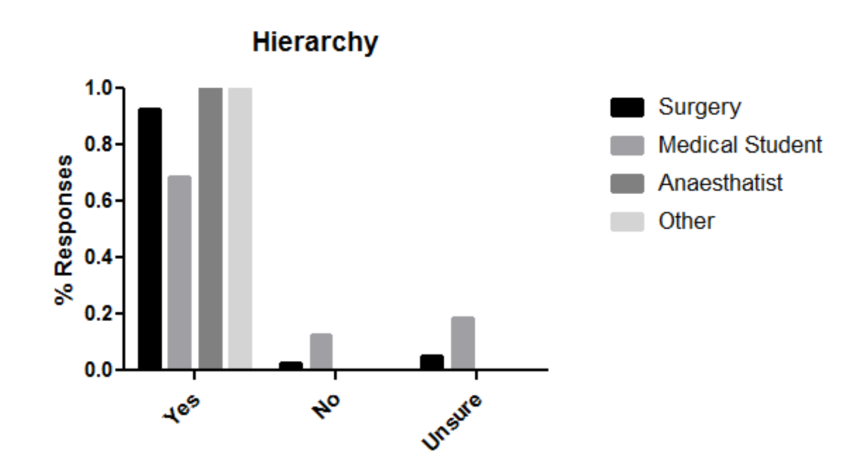 Hierarchy
% Responses
1.0
0.8
0.6
0.4
0.2
0.0
Yes
No
Unsure
Surgery
Medical Student
Anaesthatist
Other